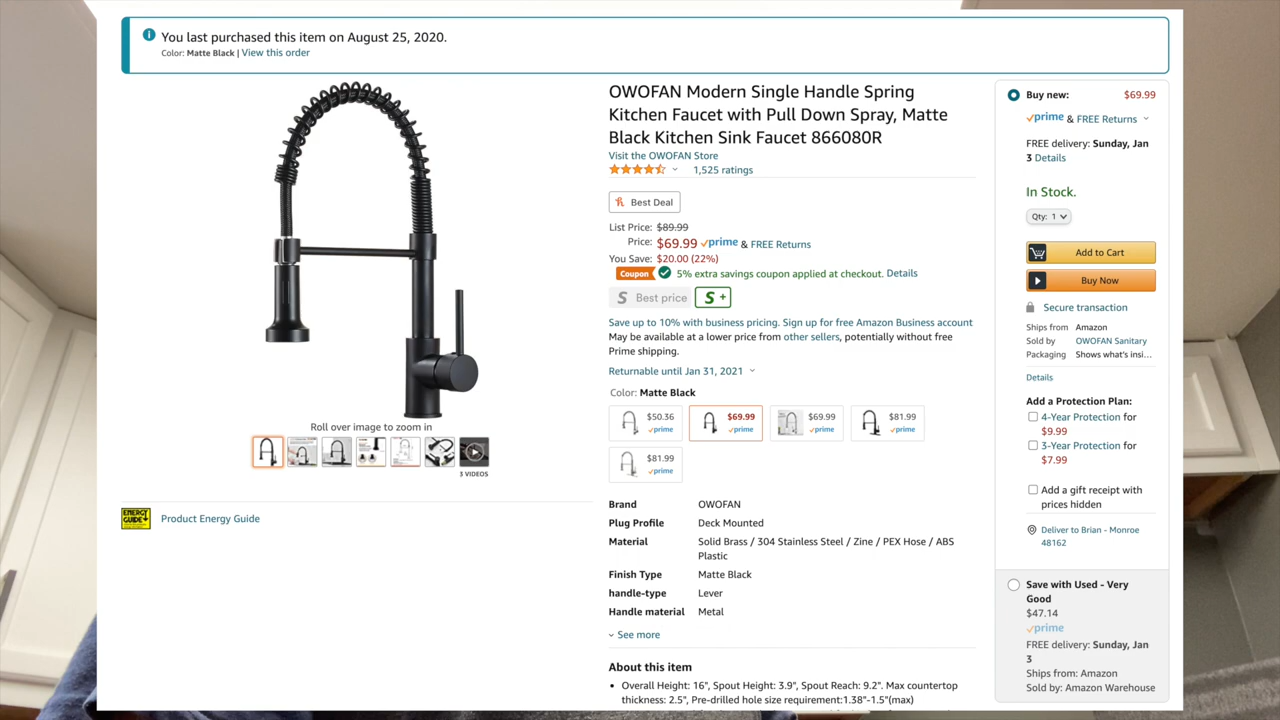 You last purchased this item on August 25, 2020.
Color: Matte Black | View this order
OWOFAN Modern Single Handle Spring
Kitchen Faucet with Pull Down Spray, Matte
Black Kitchen Sink Faucet 866080R
Visit the OWOFAN Store
1,525 ratings
Best Deal
List Price: $89.99
Price: $69.99 prime & FREE Returns
You Save: $20.00 (22%)
Coupon 5% extra savings coupon applied at checkout. Details
S Best price S +
Save up to 10% with business pricing. Sign up for free Amazon Business account
May be available at a lower price from other sellers, potentially without free
Prime shipping.
Returnable until Jan 31, 2021
Color: Matte Black
$50.36 $69.99 $69.99 $81.99
prime prime prime prime
$81.99
prime
Roll over image to zoom in
3 VIDEOS
ENERGY
GUIDE
Product Energy Guide
Brand OWOFAN
Plug Profile Deck Mounted
Material Solid Brass / 304 Stainless Steel / Zine / PEX Hose / ABS
Plastic
Finish Type Matte Black
handle-type Lever
Handle material Metal
See more
About this item
• Overall Height: 16", Spout Height: 3.9", Spout Reach: 9.2". Max countertop
thickness: 2.5", Pre-drilled hole size requirement:1.38"-1.5"(max)
Buy new: $69.99
prime & FREE Returns
FREE delivery: Sunday, Jan
3 Details
In Stock.
Qty: 1
Add to Cart
Buy Now
Secure transaction
Ships from Amazon
Sold by OWOFAN Sanitary
Packaging Shows what's insi...
Details
Add a Protection Plan:
4-Year Protection for
$9.99
3-Year Protection for
$7.99
Add a gift receipt with
prices hidden
Deliver to Brian - Monroe
48162
Save with Used - Very
Good
$47.14
prime
FREE delivery: Sunday, Jan
3
Ships from: Amazon
Sold by: Amazon Warehouse